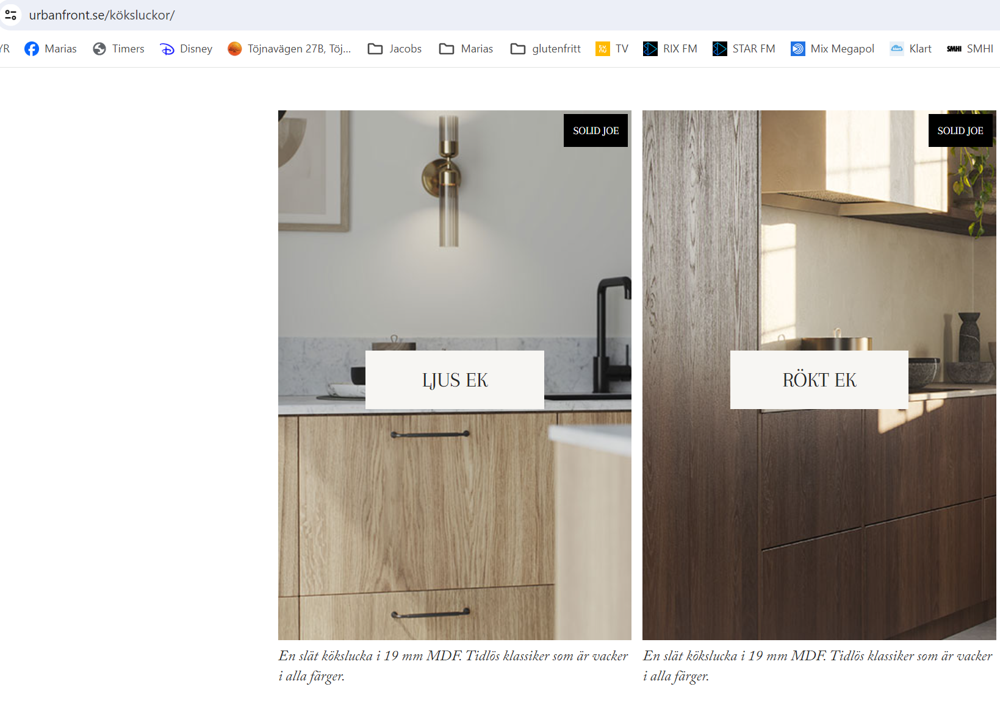 urbanfront.se/köksluckor/
YR Marias Timers Disney Töjnavägen 27B, Töj... Jacobs Marias glutenfritt tv.nu TV RIX FM STAR FM Mix Megapol Klart SMHI SMHI
SOLID JOE
SOLID JOE
LJUS EK
RÖKT EK
En slät kökslucka i 19 mm MDF. Tidlös klassiker som är vacker
i alla färger.
En slät kökslucka i 19 mm MDF. Tidlös klassiker som är vacker
i alla färger.